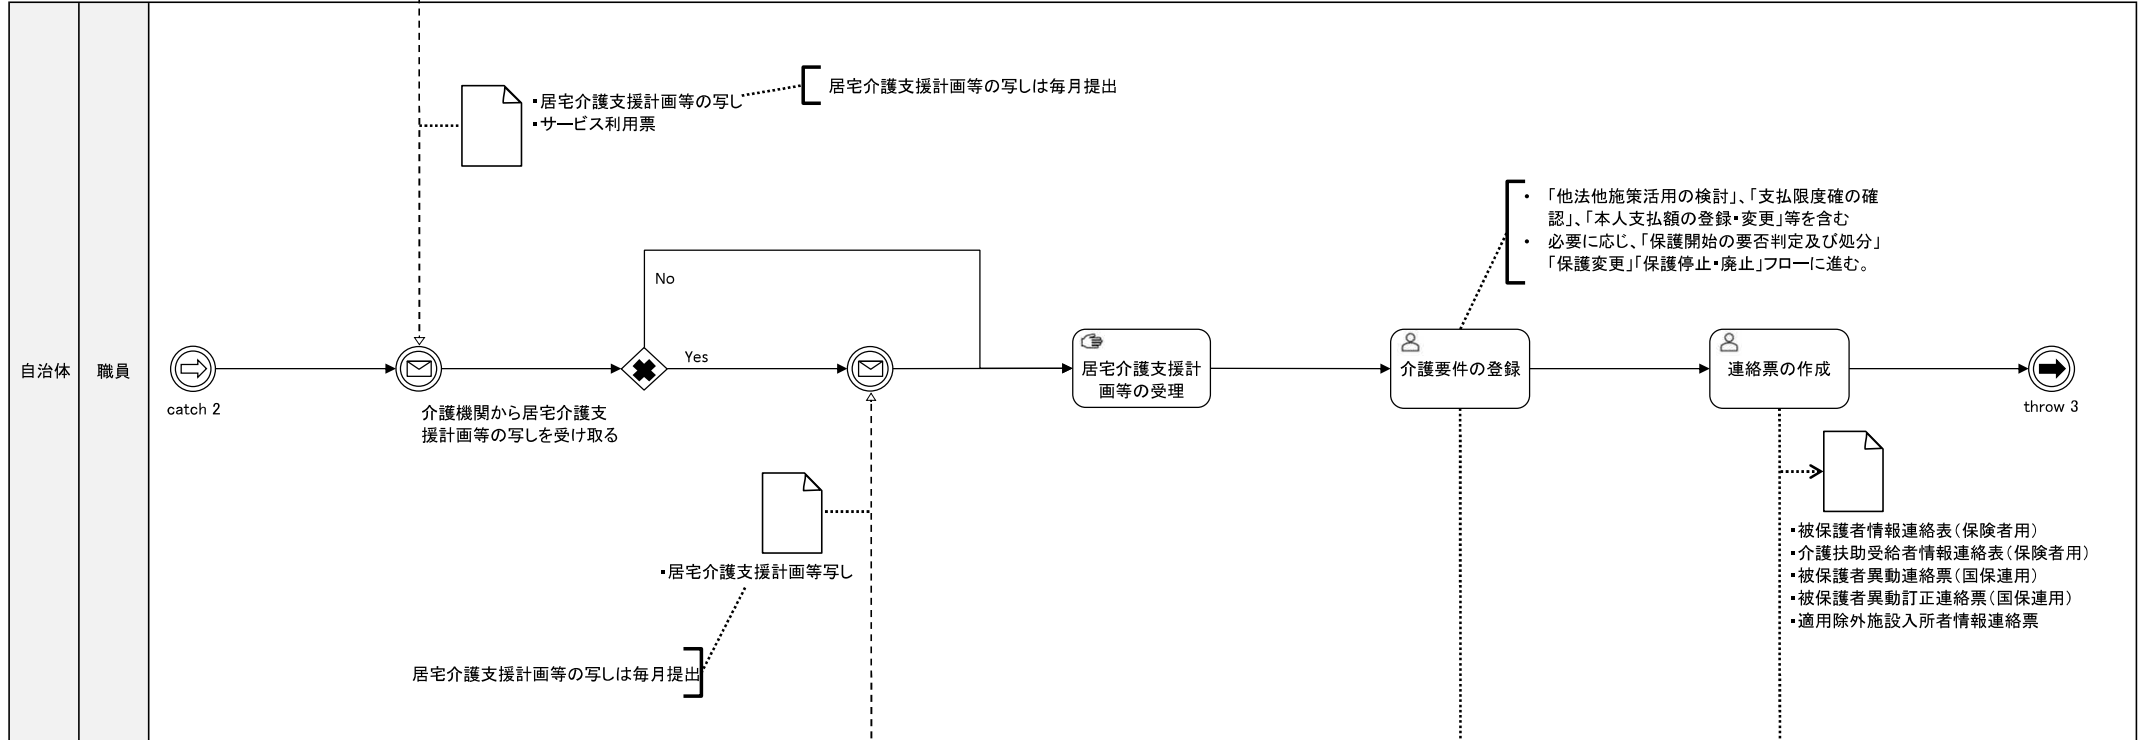 自治体
職員
・居宅介護支援計画等の写し
・サービス利用票
居宅介護支援計画等の写しは毎月提出
• 「他法他施策活用の検討」、「支払限度確の確
認」、「本人支払額の登録・変更」等を含む
• 必要に応じ、「保護開始の要否判定及び処分」
「保護変更」「保護停止・廃止」フローに進む。
No
Yes
catch 2
介護機関から居宅介護支
援計画等の写しを受け取る
居宅介護支援計
画等の受理
介護要件の登録
連絡票の作成
throw 3
・居宅介護支援計画等写し
居宅介護支援計画等の写しは毎月提出
・被保護者情報連絡表（保険者用）
・介護扶助受給者情報連絡表（保険者用）
・被保護者異動連絡票（国保連用）
・被保護者異動訂正連絡票（国保連用）
・適用除外施設入所者情報連絡票